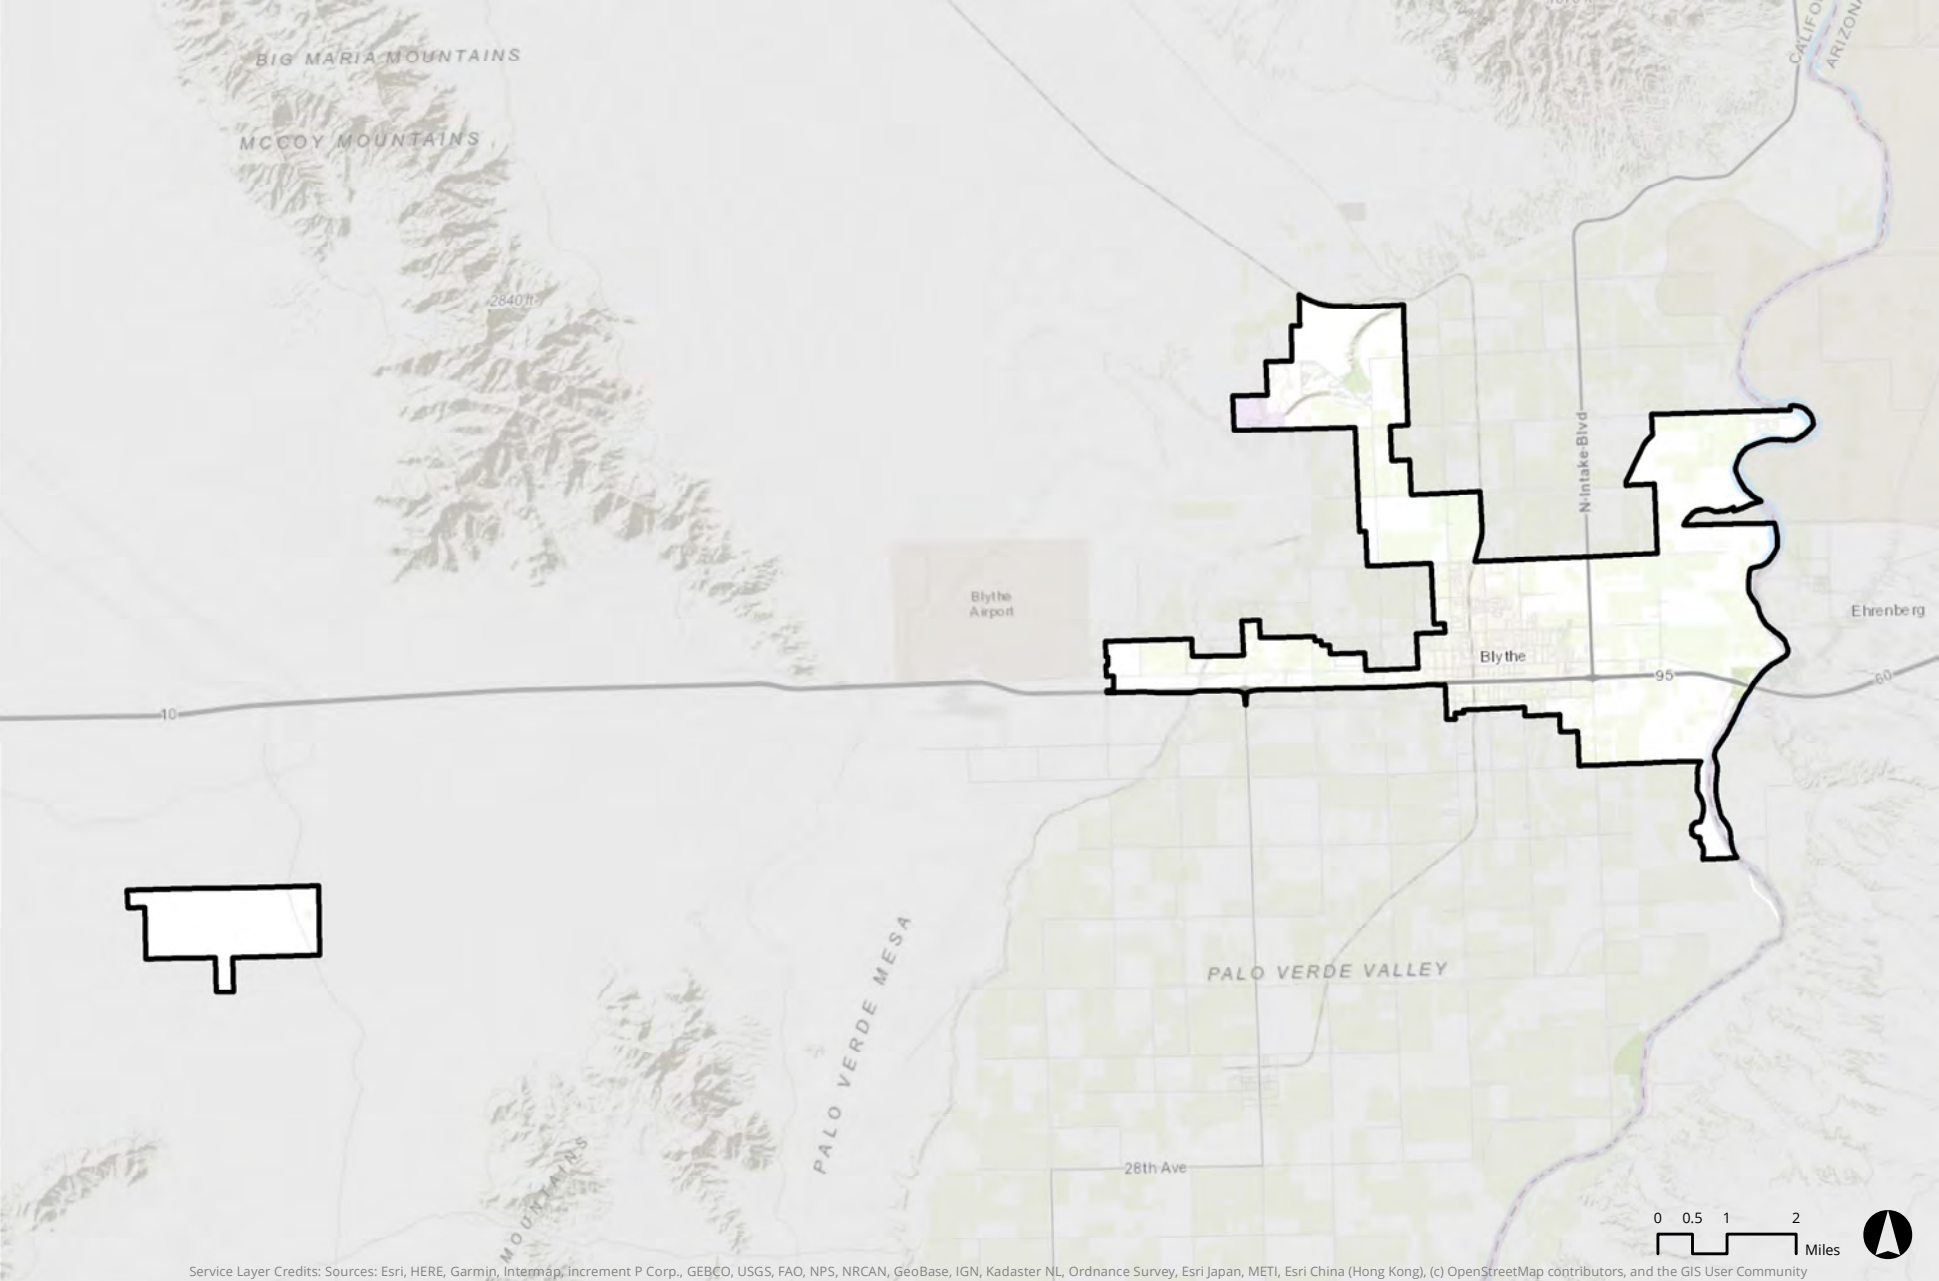 CALIFO
ARIZONA
BIG MARIA MOUNTAINS
MCCOY MOUNTAINS
2840 ft
N Intake Blvd
Blythe
Airport
Ehrenberg
Blythe
95
60
10
PALO VERDE MESA
PALO VERDE VALLEY
28th Ave
MOUNTAINS
0 0.5 1 2
Miles
Service Layer Credits: Sources: Esri, HERE, Garmin, Intermap, increment P Corp., GEBCO, USGS, FAO, NPS, NRCAN, GeoBase, IGN, Kadaster NL, Ordnance Survey, Esri Japan, METI, Esri China (Hong Kong), (c) OpenStreetMap contributors, and the GIS User Community